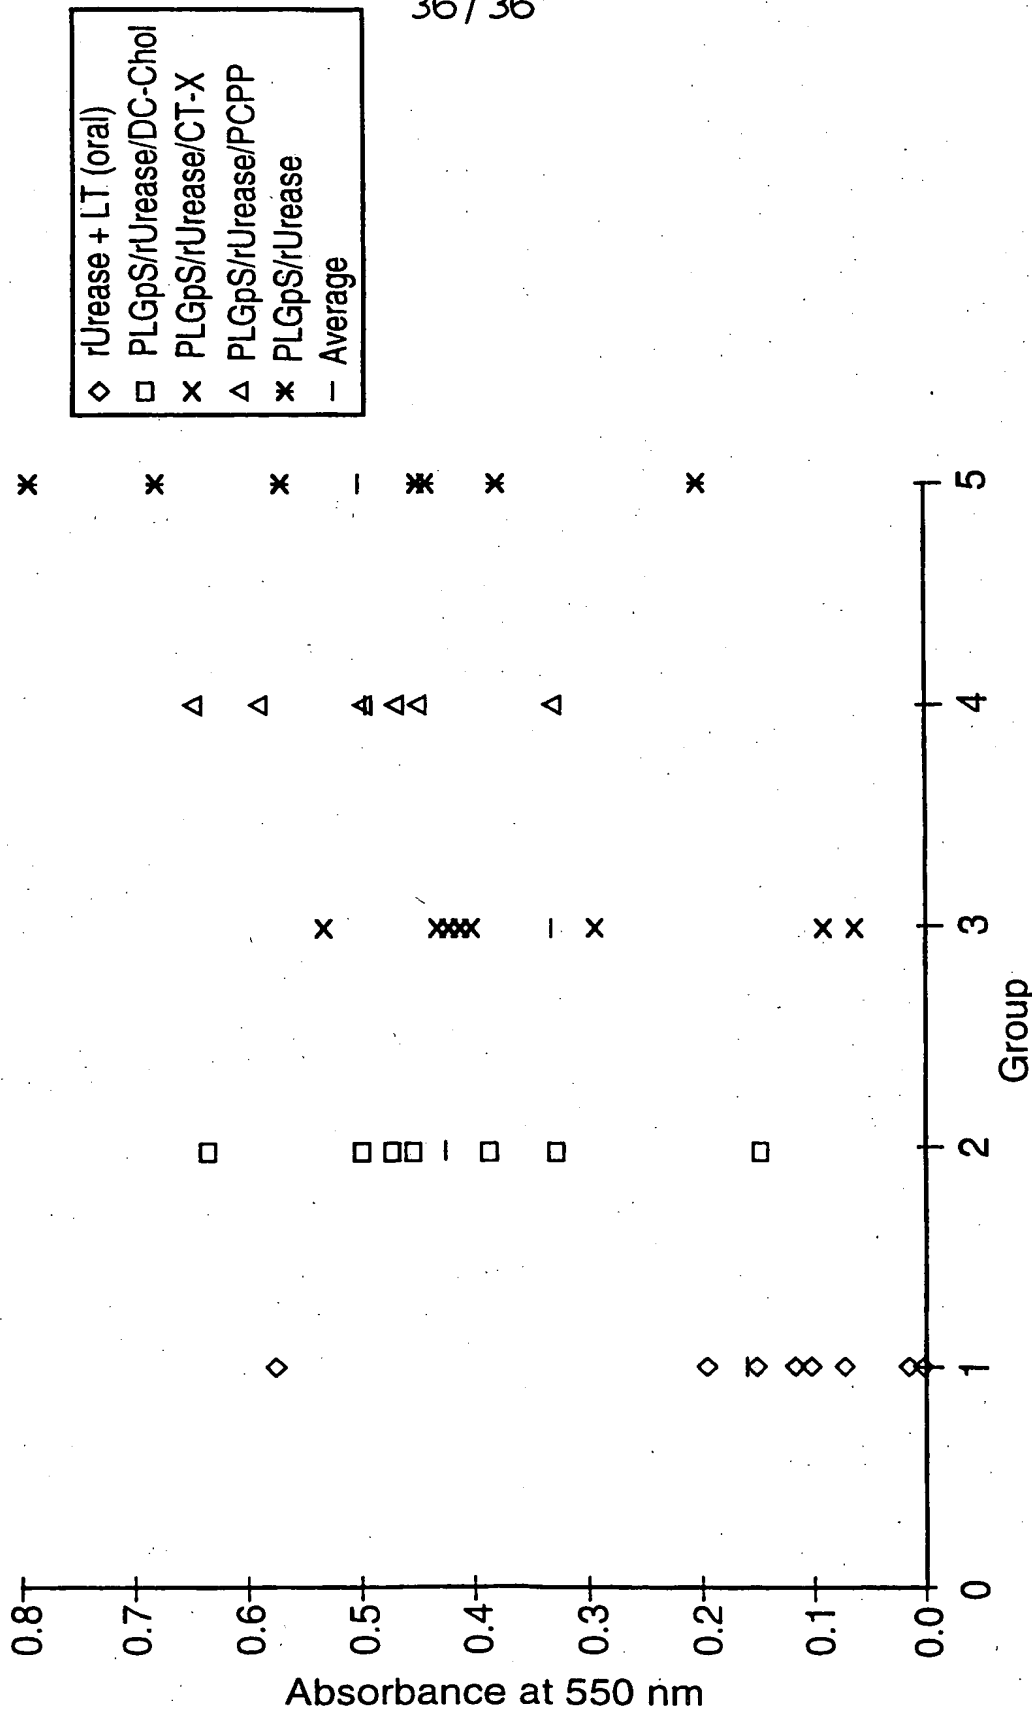 36/36
rUrease + LT (oral)
PLGpS/rUrease/DC-Chol
PLGpS/rUrease/CT-X
PLGpS/rUrease/PCPP
PLGpS/rUrease
Average
Absorbance at 550 nm
0.8
0.7
0.6
0.5
0.4
0.3
0.2
0.1
0.0
0
1
2
3
4
5
Group